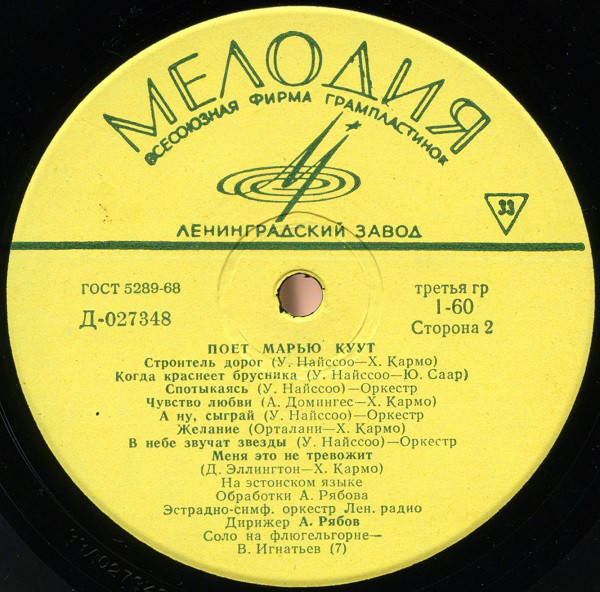 МЕЛОДИЯ
ВСЕСОЮЗНАЯ ФИРМА ГРАМПЛАСТИНОК
33
ЛЕНИНГРАДСКИЙ ЗАВОД
ГОСТ 5289-68
Д-027348
третья гр
1-60
Сторона 2
ПОЕТ МАРЬЮ КУУТ
Строитель дорог (У. Найссоо—Х. Кармо)
Когда краснеет брусника (У. Найссоо—Ю. Саар)
Спотыкаясь (У. Найссоо)—Оркестр
Чувство любви (А. Домингес—Х. Кармо)
А ну, сыграй (У. Найссоо)—Оркестр
Желание (Орталани—Х. Кармо)
В небе звучат звезды (У. Найссоо)—Оркестр
Меня это не тревожит
(Д. Эллингтон—Х. Кармо)
На эстонском языке
Обработки А. Рябова
Эстрадно-симф. оркестр Лен. радио
Дирижер А. Рябов
Соло на флюгельгорне—
В. Игнатьев (7)